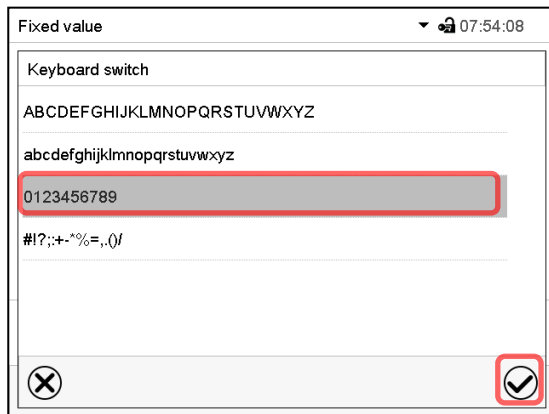 Fixed value 07:54:08
Keyboard switch
ABCDEFGHIJKLMNOPQRSTUVWXYZ
abcdefghijklmnopqrstuvwxyz
0123456789
#!?;:+-*%=,.()/